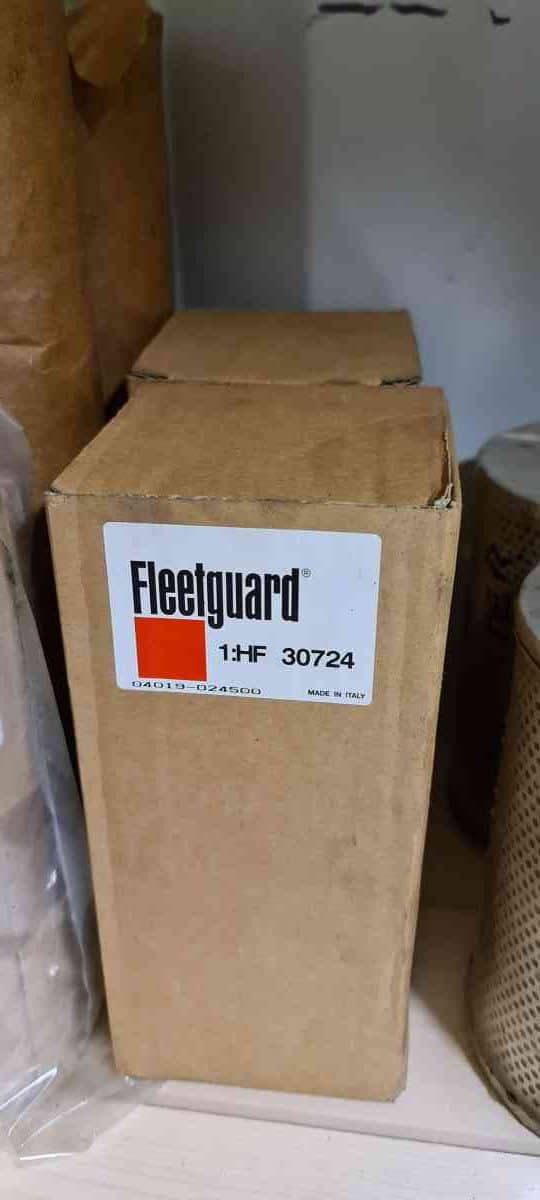 Fleetguard®
1:HF 30724
04019-024500
MADE IN ITALY